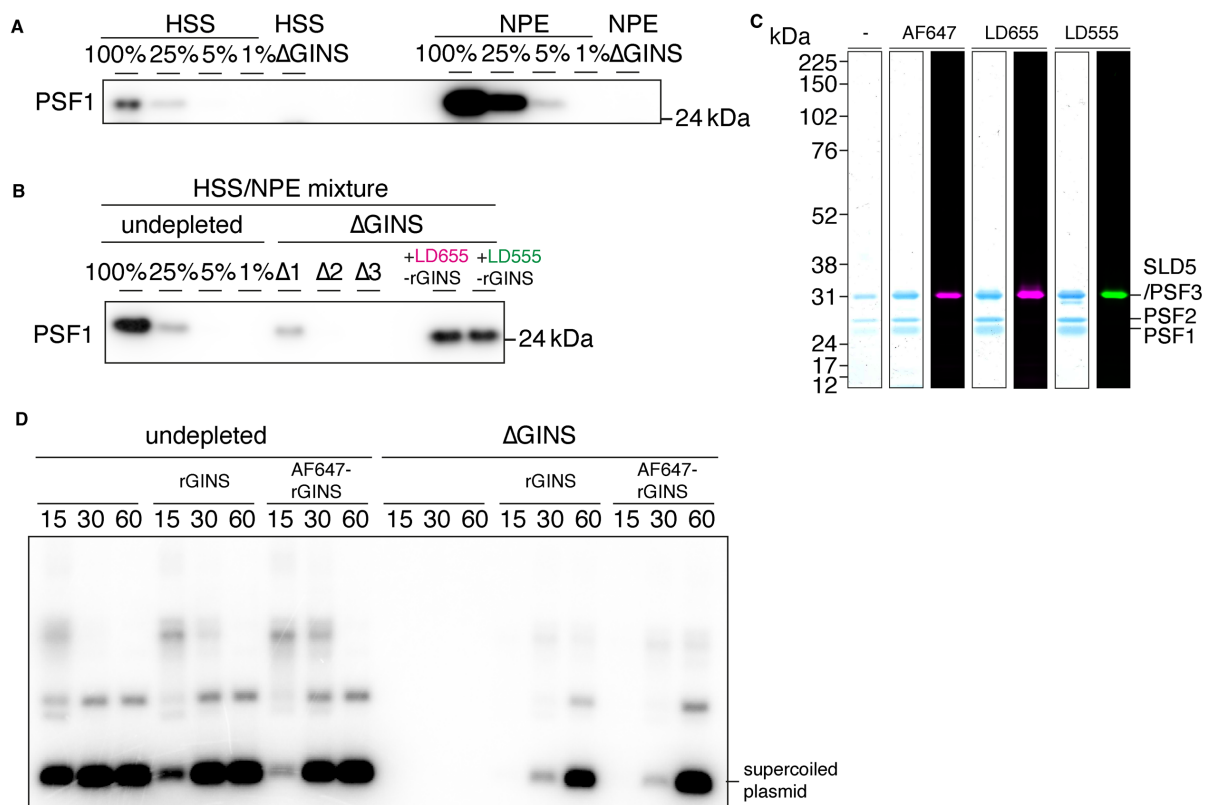 A
HSS
HSS
NPE
NPE
100% 25% 5% 1% ΔGINS
100% 25% 5% 1% ΔGINS
PSF1
24 kDa
B
HSS/NPE mixture
undepleted
ΔGINS
100% 25% 5% 1% Δ1 Δ2 Δ3
+LD655 +LD555
-rGINS -rGINS
PSF1
24 kDa
C
kDa
- AF647 LD655 LD555
225
150
102
76
52
38
31
24
17
12
SLD5
/PSF3
PSF2
PSF1
D
undepleted
ΔGINS
rGINS
AF647-
rGINS
rGINS
AF647-
rGINS
15 30 60 15 30 60 15 30 60 15 30 60 15 30 60 15 30 60
supercoiled
plasmid